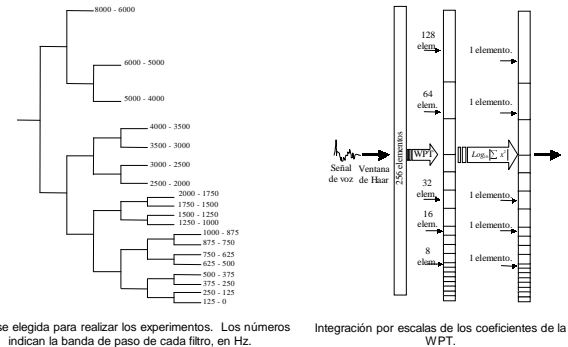 8000 - 6000
6000 - 5000
5000 - 4000
4000 - 3500
3500 - 3000
3000 - 2500
2500 - 2000
2000 - 1750
1750 - 1500
1500 - 1250
1250 - 1000
1000 - 875
875 - 750
750 - 625
625 - 500
500 - 375
375 - 250
250 - 125
125 - 0
se elegida para realizar los experimentos. Los números
indican la banda de paso de cada filtro, en Hz.
128
elem.
1 elemento.
64
elem.
1 elemento.
Señal
de voz
Ventana
de Haar
256 elementos
WPT
Log₁₀[∑ x²]
32
elem.
1 elemento.
16
elem.
1 elemento.
8
elem.
1 elemento.
Integración por escalas de los coeficientes de la
WPT.